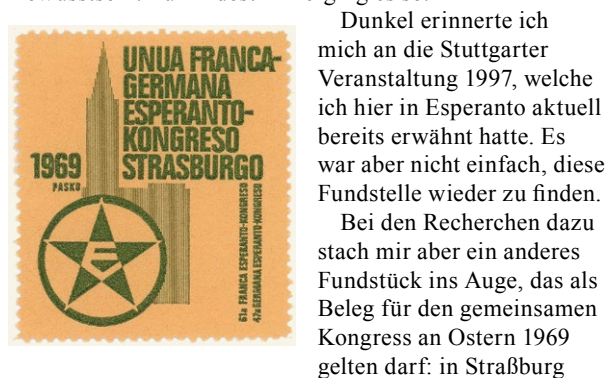 UNUA FRANCA-
GERMANA
ESPERANTO-
KONGRESO
STRASBURGO
1969
PASKO
61a FRANCA ESPERANTO-KONGRESO
47a GERMANA ESPERANTO-KONGRESO
Dunkel erinnerte ich
mich an die Stuttgarter
Veranstaltung 1997, welche
ich hier in Esperanto aktuell
bereits erwähnt hatte. Es
war aber nicht einfach, diese
Fundstelle wieder zu finden.
Bei den Recherchen dazu
stach mir aber ein anderes
Fundstück ins Auge, das als
Beleg für den gemeinsamen
Kongress an Ostern 1969
gelten darf: in Straßburg